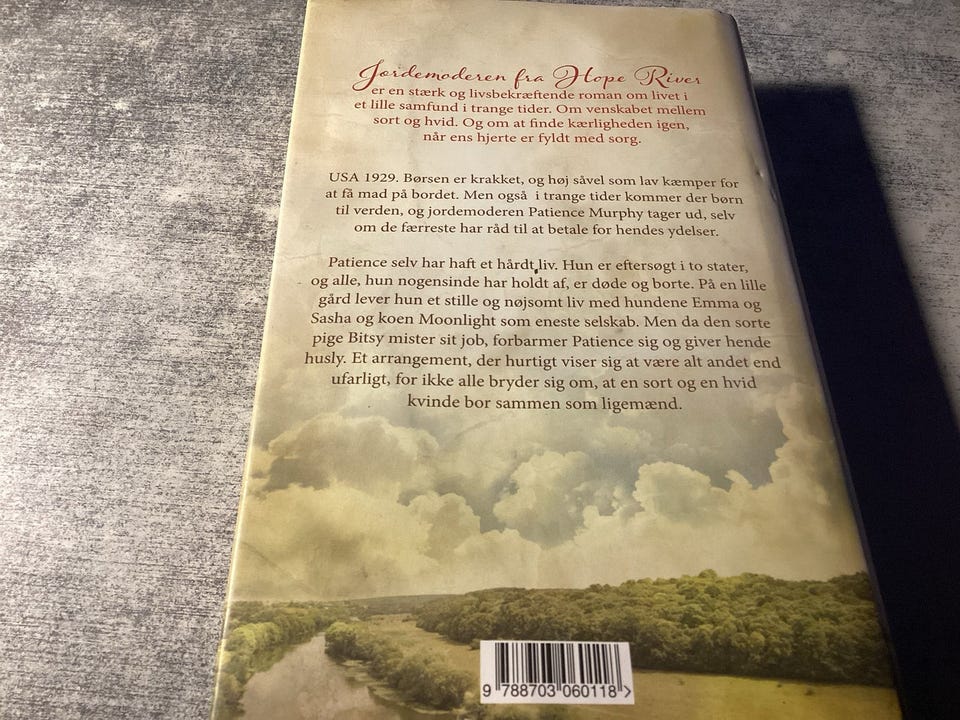 Jordemoderen fra Hope River
er en stærk og livsbekræftende roman om livet i
et lille samfund i trange tider. Om venskabet mellem
sort og hvid. Og om at finde kærligheden igen,
når ens hjerte er fyldt med sorg.
USA 1929. Børsen er krakket, og høj såvel som lav kæmper for
at få mad på bordet. Men også i trange tider kommer der børn
til verden, og jordemoderen Patience Murphy tager ud, selv
om de færreste har råd til at betale for hendes ydelser.
Patience selv har haft et hårdt liv. Hun er eftersøgt i to stater,
og alle, hun nogensinde har holdt af, er døde og borte. På en lille
gård lever hun et stille og nøjsomt liv med hundene Emma og
Sasha og koen Moonlight som eneste selskab. Men da den sorte
pige Bitsy mister sit job, forbarmer Patience sig og giver hende
husly. Et arrangement, der hurtigt viser sig at være alt andet end
ufarligt, for ikke alle bryder sig om, at en sort og en hvid
kvinde bor sammen som ligemænd.
9 788703 060118 >